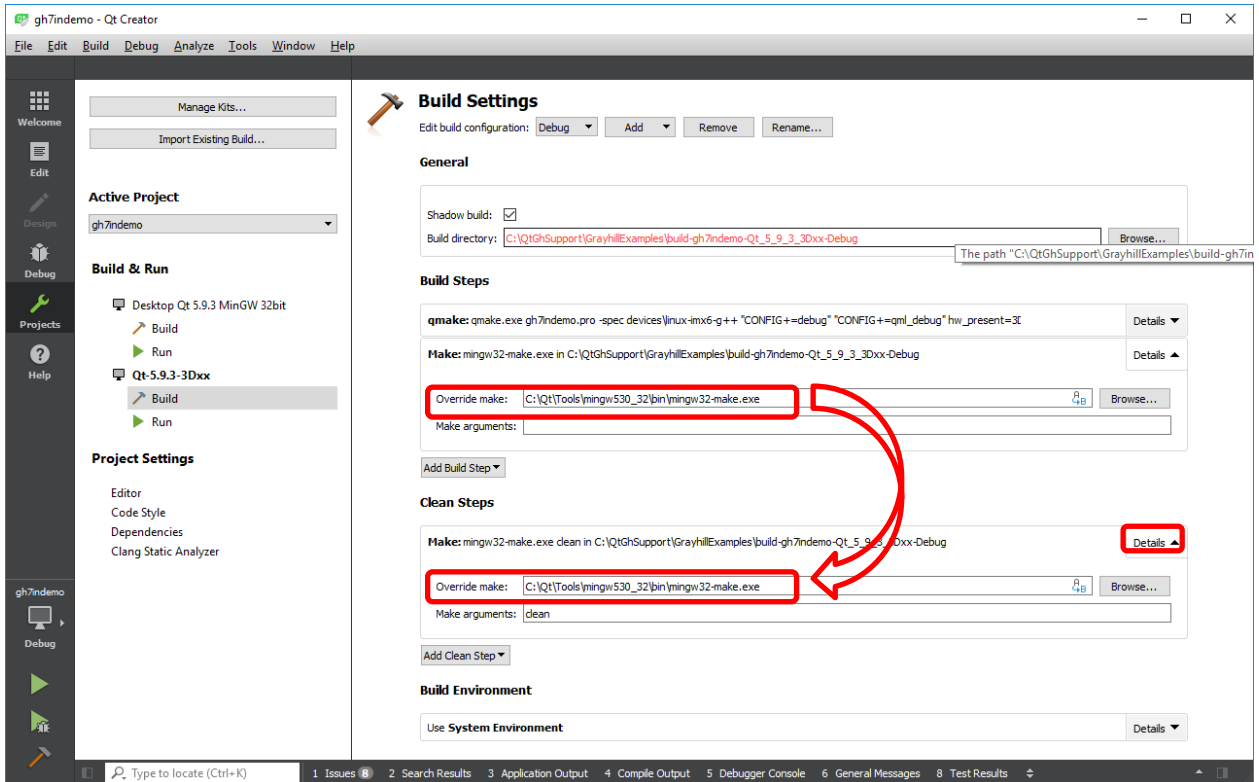 gh7indemo - Qt Creator
File Edit Build Debug Analyze Tools Window Help
Welcome
Edit
Design
Debug
Projects
Help
gh7indemo
Debug
Manage Kits...
Import Existing Build...
Active Project
gh7indemo
Build & Run
Desktop Qt 5.9.3 MinGW 32bit
Build
Run
Qt-5.9.3-3Dxx
Build
Run
Project Settings
Editor
Code Style
Dependencies
Clang Static Analyzer
Build Settings
Edit build configuration: Debug Add Remove Rename...
General
Shadow build:
Build directory: C:\QtGhSupport\GrayhillExamples\build-gh7indemo-Qt_5_9_3_3Dxx-Debug Browse...
The path "C:\QtGhSupport\GrayhillExamples\build-gh7in
Build Steps
qmake: qmake.exe gh7indemo.pro -spec devices\linux-imx6-g++ "CONFIG+=debug" "CONFIG+=qml_debug" hw_present=3D Details
Make: mingw32-make.exe in C:\QtGhSupport\GrayhillExamples\build-gh7indemo-Qt_5_9_3_3Dxx-Debug Details
Override make: C:\Qt\Tools\mingw530_32\bin\mingw32-make.exe Browse...
Make arguments:
Add Build Step
Clean Steps
Make: mingw32-make.exe clean in C:\QtGhSupport\GrayhillExamples\build-gh7indemo-Qt_5_9_3_3Dxx-Debug Details
Override make: C:\Qt\Tools\mingw530_32\bin\mingw32-make.exe Browse...
Make arguments: clean
Add Clean Step
Build Environment
Use System Environment Details
Type to locate (Ctrl+K) 1 Issues 8 2 Search Results 3 Application Output 4 Compile Output 5 Debugger Console 6 General Messages 8 Test Results